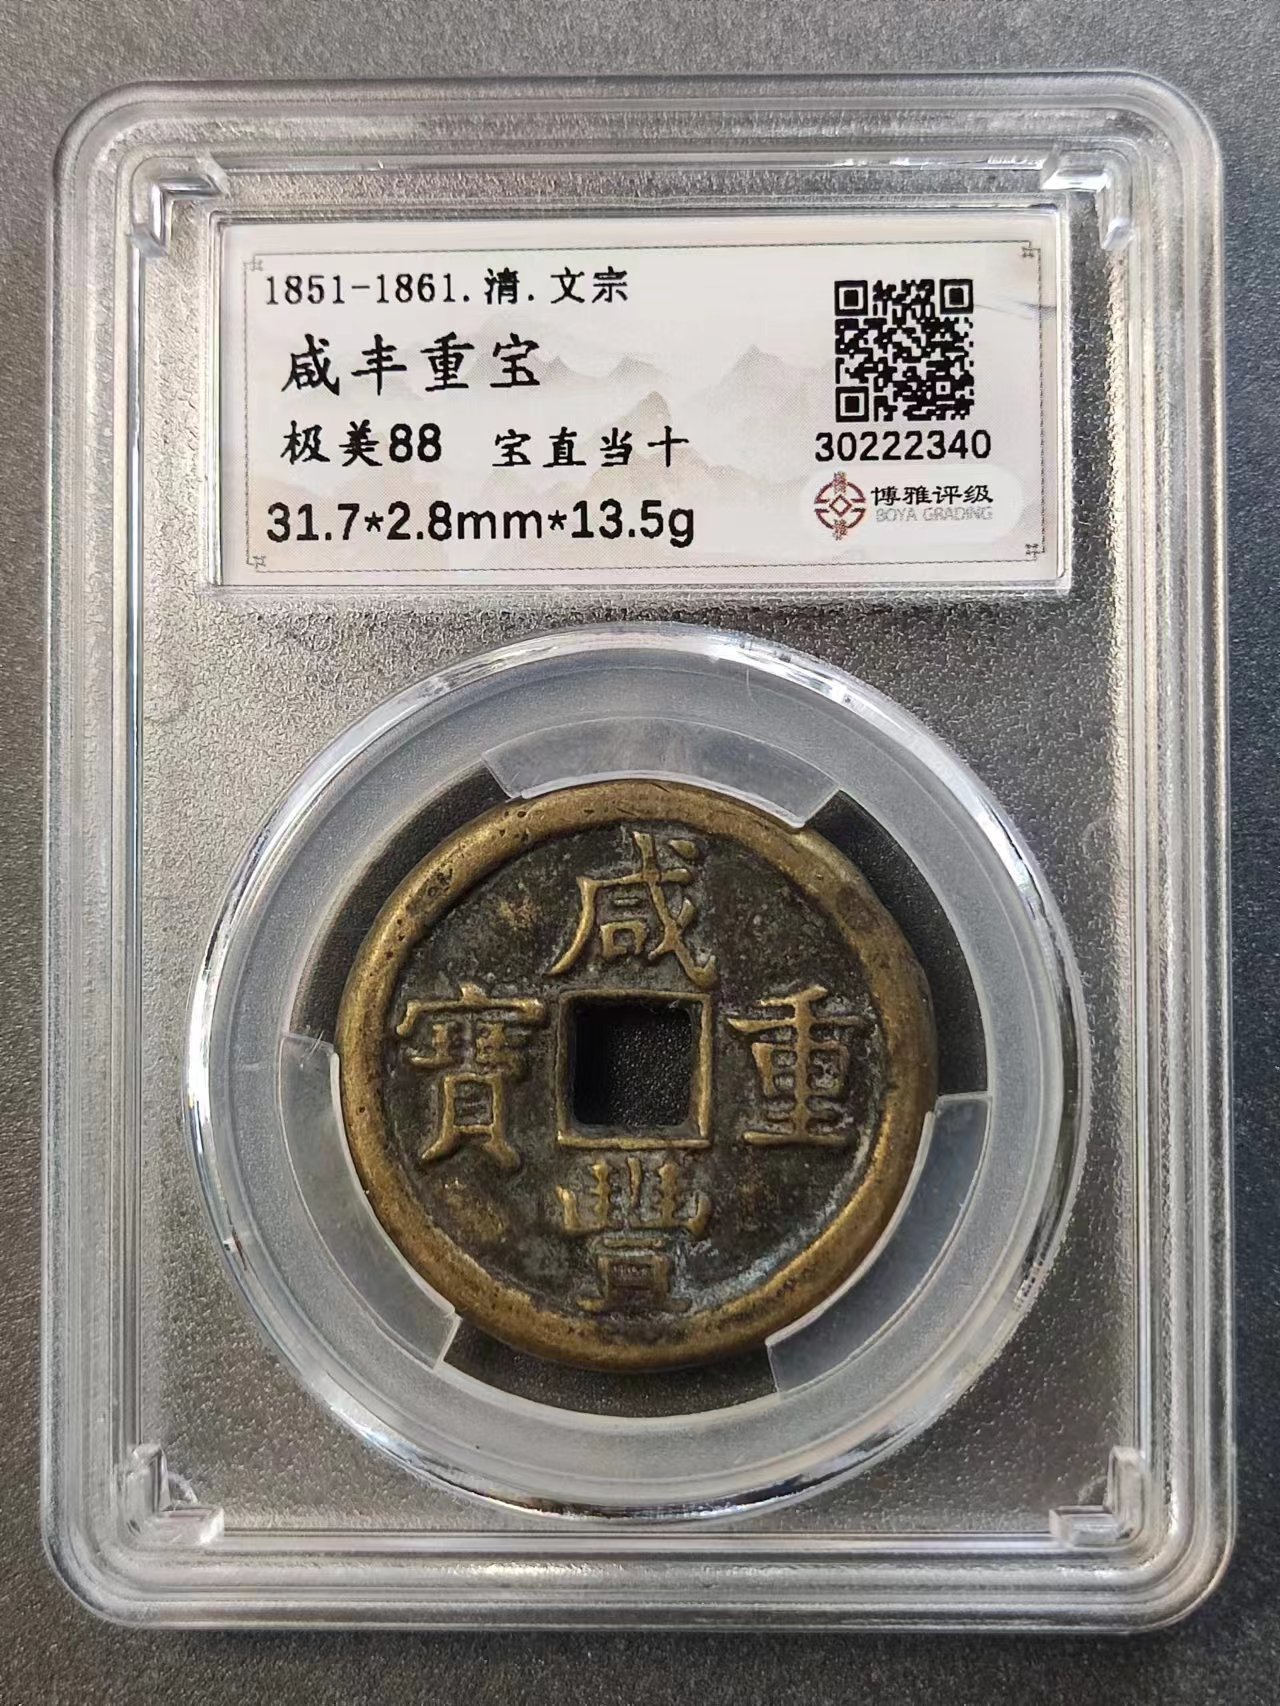 1851-1861.清.文宗
咸丰重宝
极美88 宝直当十
31.7*2.8mm*13.5g
30222340
博雅评级
BOYA GRADING
咸
寶 重
豐